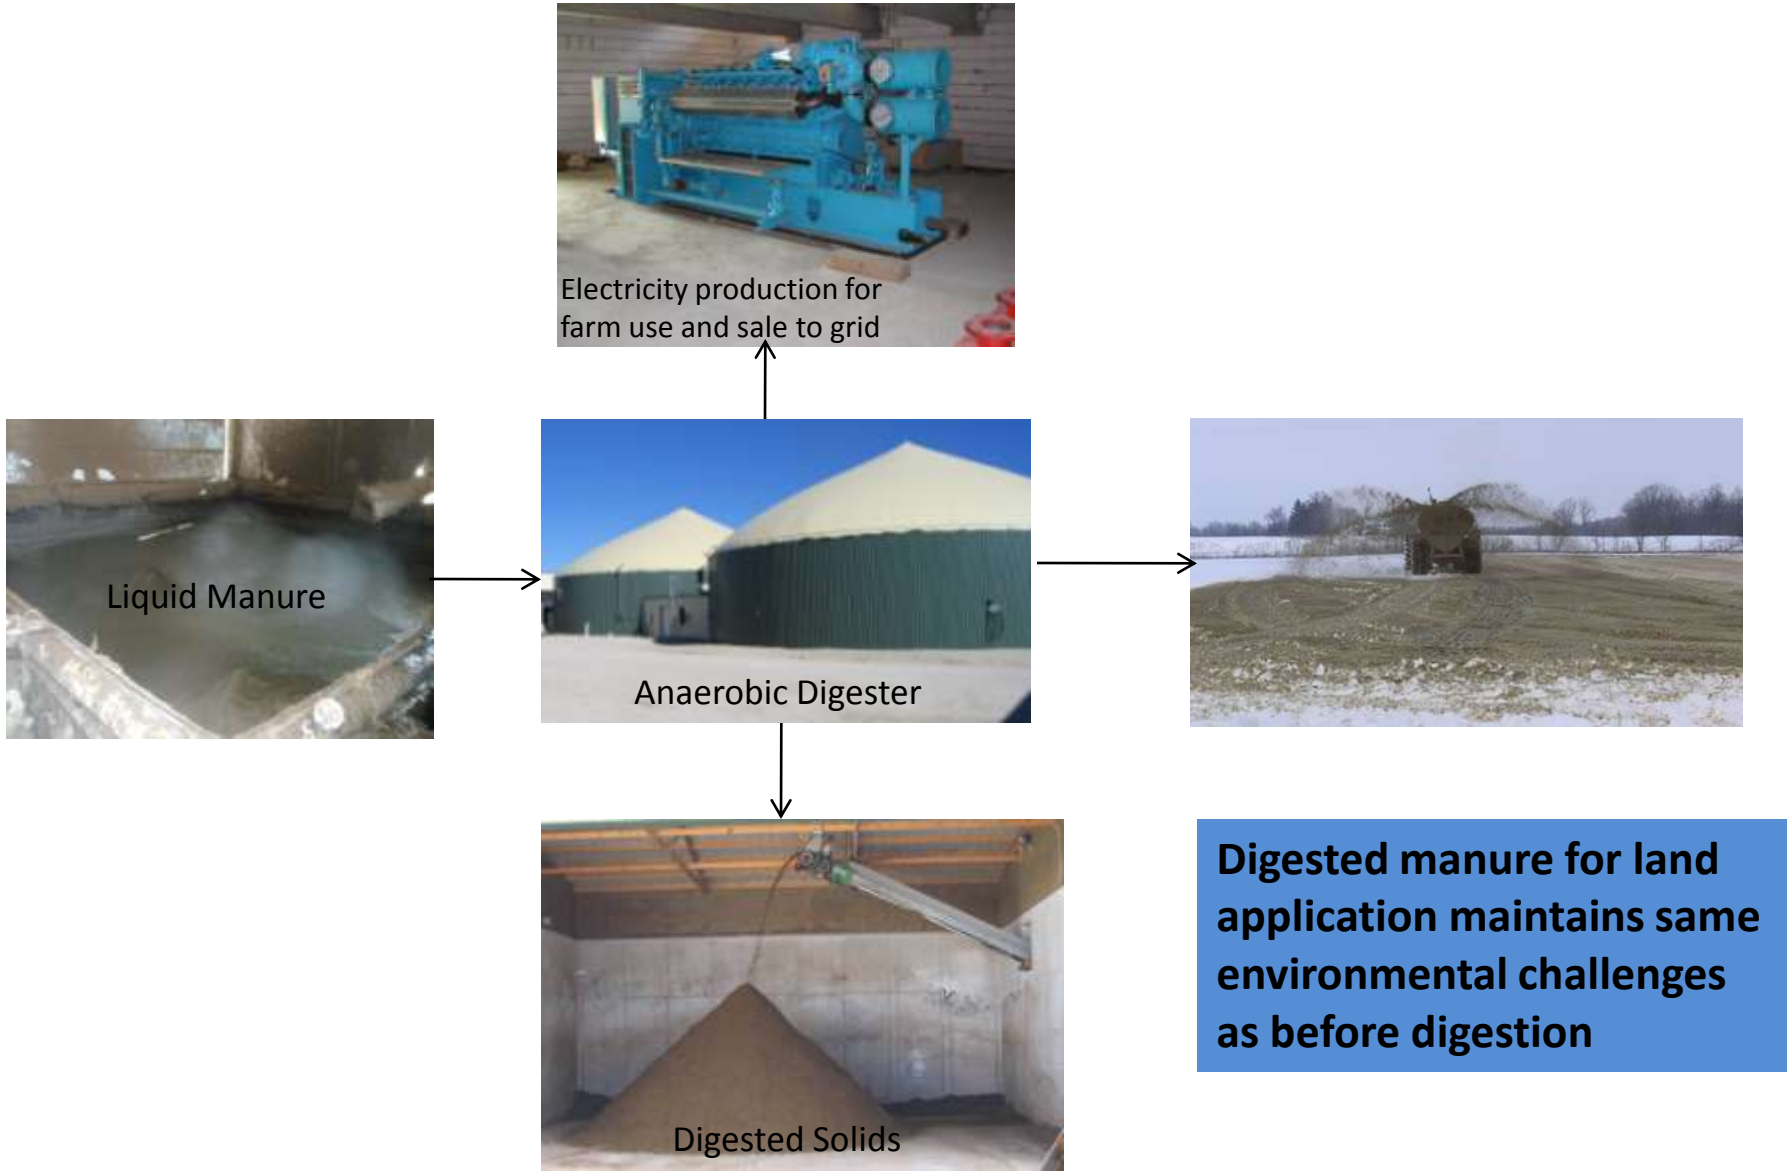 Electricity production for
farm use and sale to grid
Liquid Manure
Anaerobic Digester
Digested Solids
Digested manure for land
application maintains same
environmental challenges
as before digestion